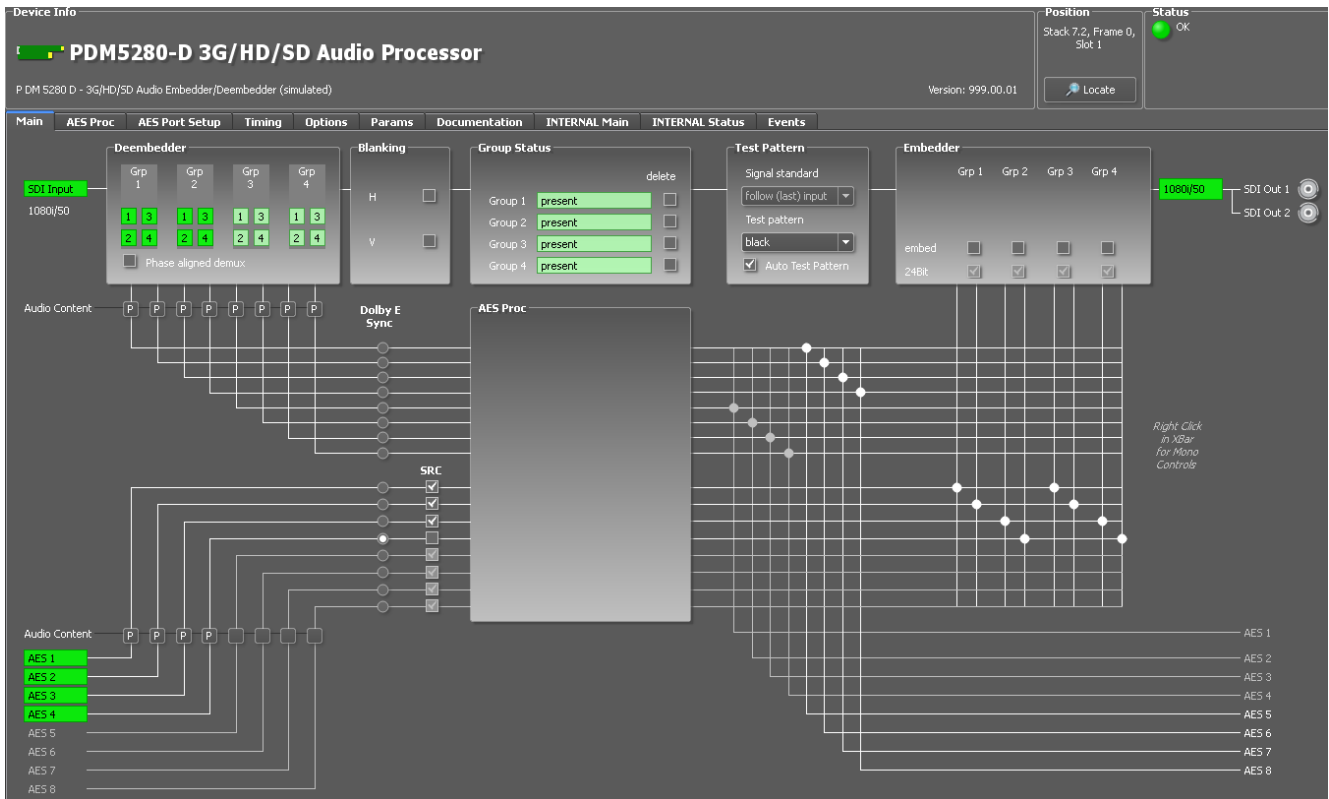 Device Info
Position
Status
PDM5280-D 3G/HD/SD Audio Processor
Stack 7.2, Frame 0,
Slot 1
OK
P DM 5280 D - 3G/HD/SD Audio Embedder/Deembedder (simulated)
Version: 999.00.01
Locate
Main AES Proc AES Port Setup Timing Options Params Documentation INTERNAL Main INTERNAL Status Events
Deembedder
Blanking
Group Status
Test Pattern
Embedder
SDI Input
1080i/50
Grp 1 Grp 2 Grp 3 Grp 4
1 3 1 3 1 3 1 3
2 4 2 4 2 4 2 4
Phase aligned demux
H
V
delete
Group 1 present
Group 2 present
Group 3 present
Group 4 present
Signal standard
follow (last) input
Test pattern
black
Auto Test Pattern
Grp 1 Grp 2 Grp 3 Grp 4
embed
24Bit
1080i/50
SDI Out 1
SDI Out 2
Audio Content P P P P P P P P
Dolby E
Sync
AES Proc
SRC
Right Click
in XBar
for Mono
Controls
Audio Content P P P P
AES 1
AES 2
AES 3
AES 4
AES 5
AES 6
AES 7
AES 8
AES 1
AES 2
AES 3
AES 4
AES 5
AES 6
AES 7
AES 8